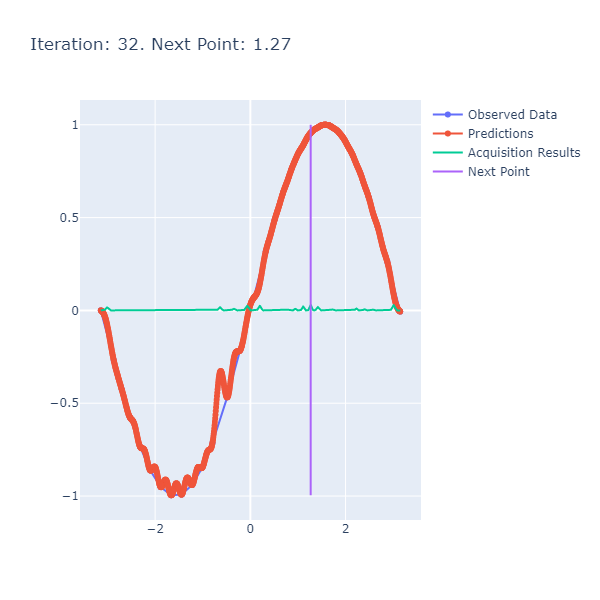 Iteration: 32. Next Point: 1.27
Observed Data
Predictions
Acquisition Results
Next Point
1
0.5
0
−0.5
−1
−2
0
2